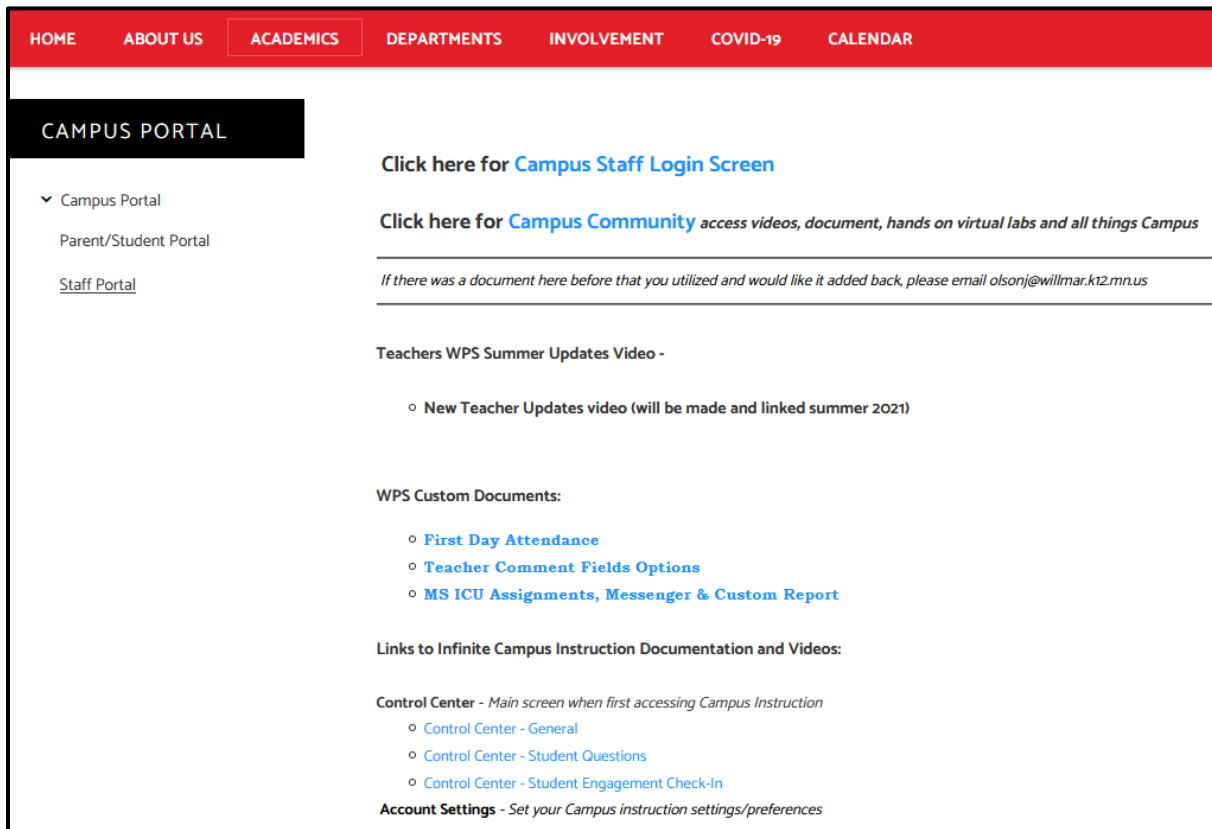 HOME ABOUT US ACADEMICS DEPARTMENTS INVOLVEMENT COVID-19 CALENDAR
CAMPUS PORTAL
Campus Portal
Parent/Student Portal
Staff Portal
Click here for Campus Staff Login Screen
Click here for Campus Community access videos, document, hands on virtual labs and all things Campus
If there was a document here before that you utilized and would like it added back, please email olsonj@willmar.k12.mn.us
Teachers WPS Summer Updates Video -
New Teacher Updates video (will be made and linked summer 2021)
WPS Custom Documents:
First Day Attendance
Teacher Comment Fields Options
MS ICU Assignments, Messenger & Custom Report
Links to Infinite Campus Instruction Documentation and Videos:
Control Center - Main screen when first accessing Campus Instruction
Control Center - General
Control Center - Student Questions
Control Center - Student Engagement Check-In
Account Settings - Set your Campus instruction settings/preferences